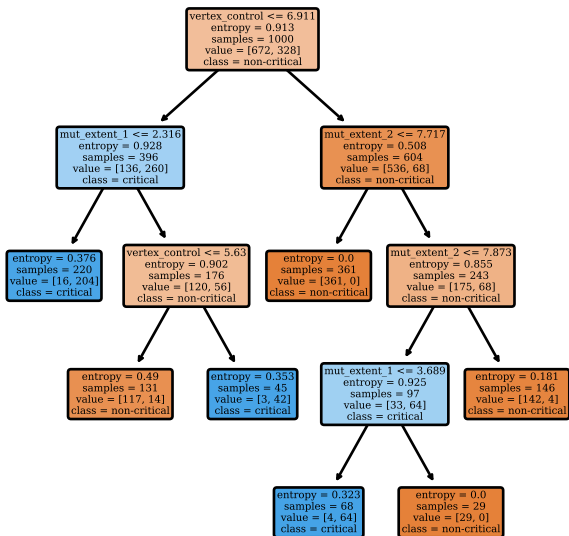 vertex_control <= 6.911
entropy = 0.913
samples = 1000
value = [672, 328]
class = non-critical
mut_extent_1 <= 2.316
entropy = 0.928
samples = 396
value = [136, 260]
class = critical
mut_extent_2 <= 7.717
entropy = 0.508
samples = 604
value = [536, 68]
class = non-critical
entropy = 0.376
samples = 220
value = [16, 204]
class = critical
vertex_control <= 5.63
entropy = 0.902
samples = 176
value = [120, 56]
class = non-critical
entropy = 0.0
samples = 361
value = [361, 0]
class = non-critical
mut_extent_2 <= 7.873
entropy = 0.855
samples = 243
value = [175, 68]
class = non-critical
entropy = 0.49
samples = 131
value = [117, 14]
class = non-critical
entropy = 0.353
samples = 45
value = [3, 42]
class = critical
mut_extent_1 <= 3.689
entropy = 0.925
samples = 97
value = [33, 64]
class = critical
entropy = 0.181
samples = 146
value = [142, 4]
class = non-critical
entropy = 0.323
samples = 68
value = [4, 64]
class = critical
entropy = 0.0
samples = 29
value = [29, 0]
class = non-critical